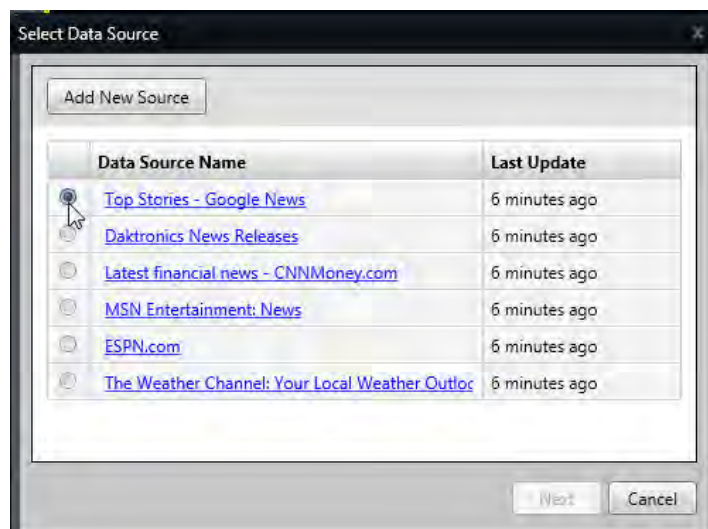 Select Data Source
x
Add New Source
Data Source Name Last Update
Top Stories - Google News 6 minutes ago
Daktronics News Releases 6 minutes ago
Latest financial news - CNNMoney.com 6 minutes ago
MSN Entertainment: News 6 minutes ago
ESPN.com 6 minutes ago
The Weather Channel: Your Local Weather Outloc 6 minutes ago
Next Cancel